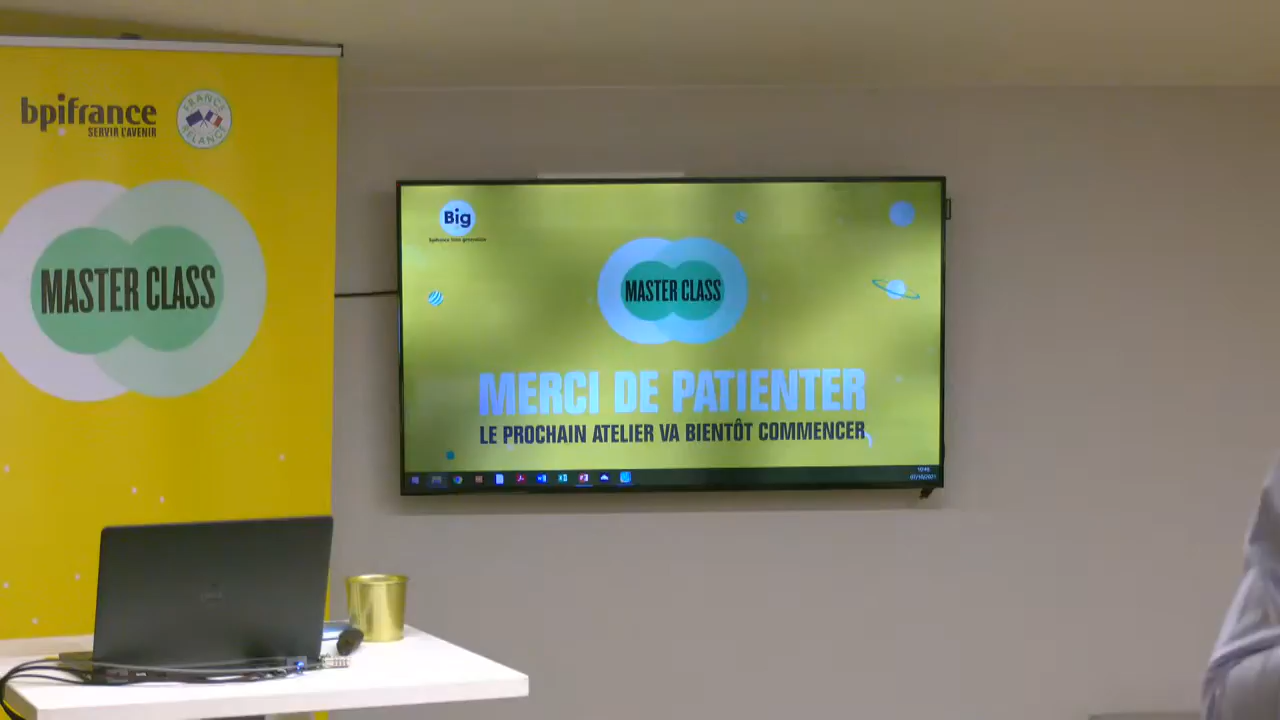 bpifrance
SERVIR L'AVENIR
FRANCE
RELANCE
MASTER CLASS
Big
MASTER CLASS
MERCI DE PATIENTER
LE PROCHAIN ATELIER VA BIENTÔT COMMENCER